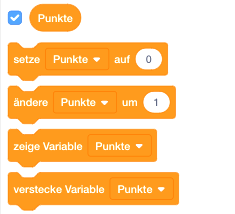 Punkte
setze Punkte auf 0
ändere Punkte um 1
zeige Variable Punkte
verstecke Variable Punkte